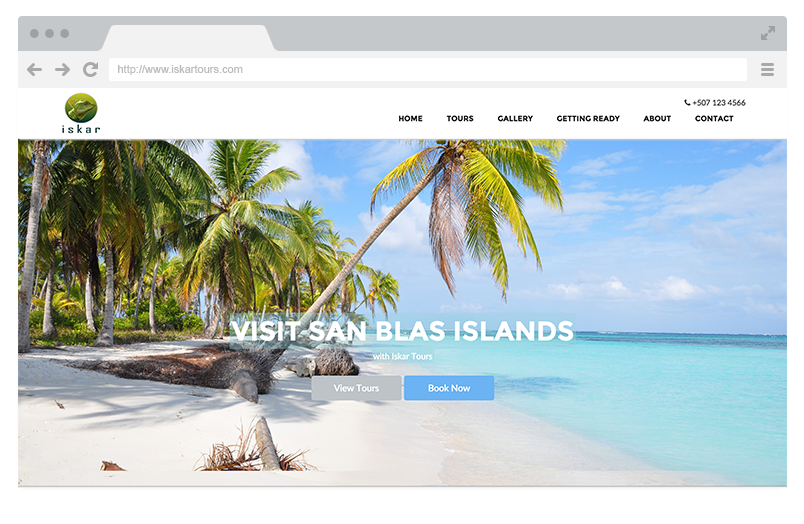 http://www.iskartours.com
iskar
+507 123 4566
HOME TOURS GALLERY GETTING READY ABOUT CONTACT
VISIT SAN BLAS ISLANDS
with Iskar Tours
View Tours Book Now